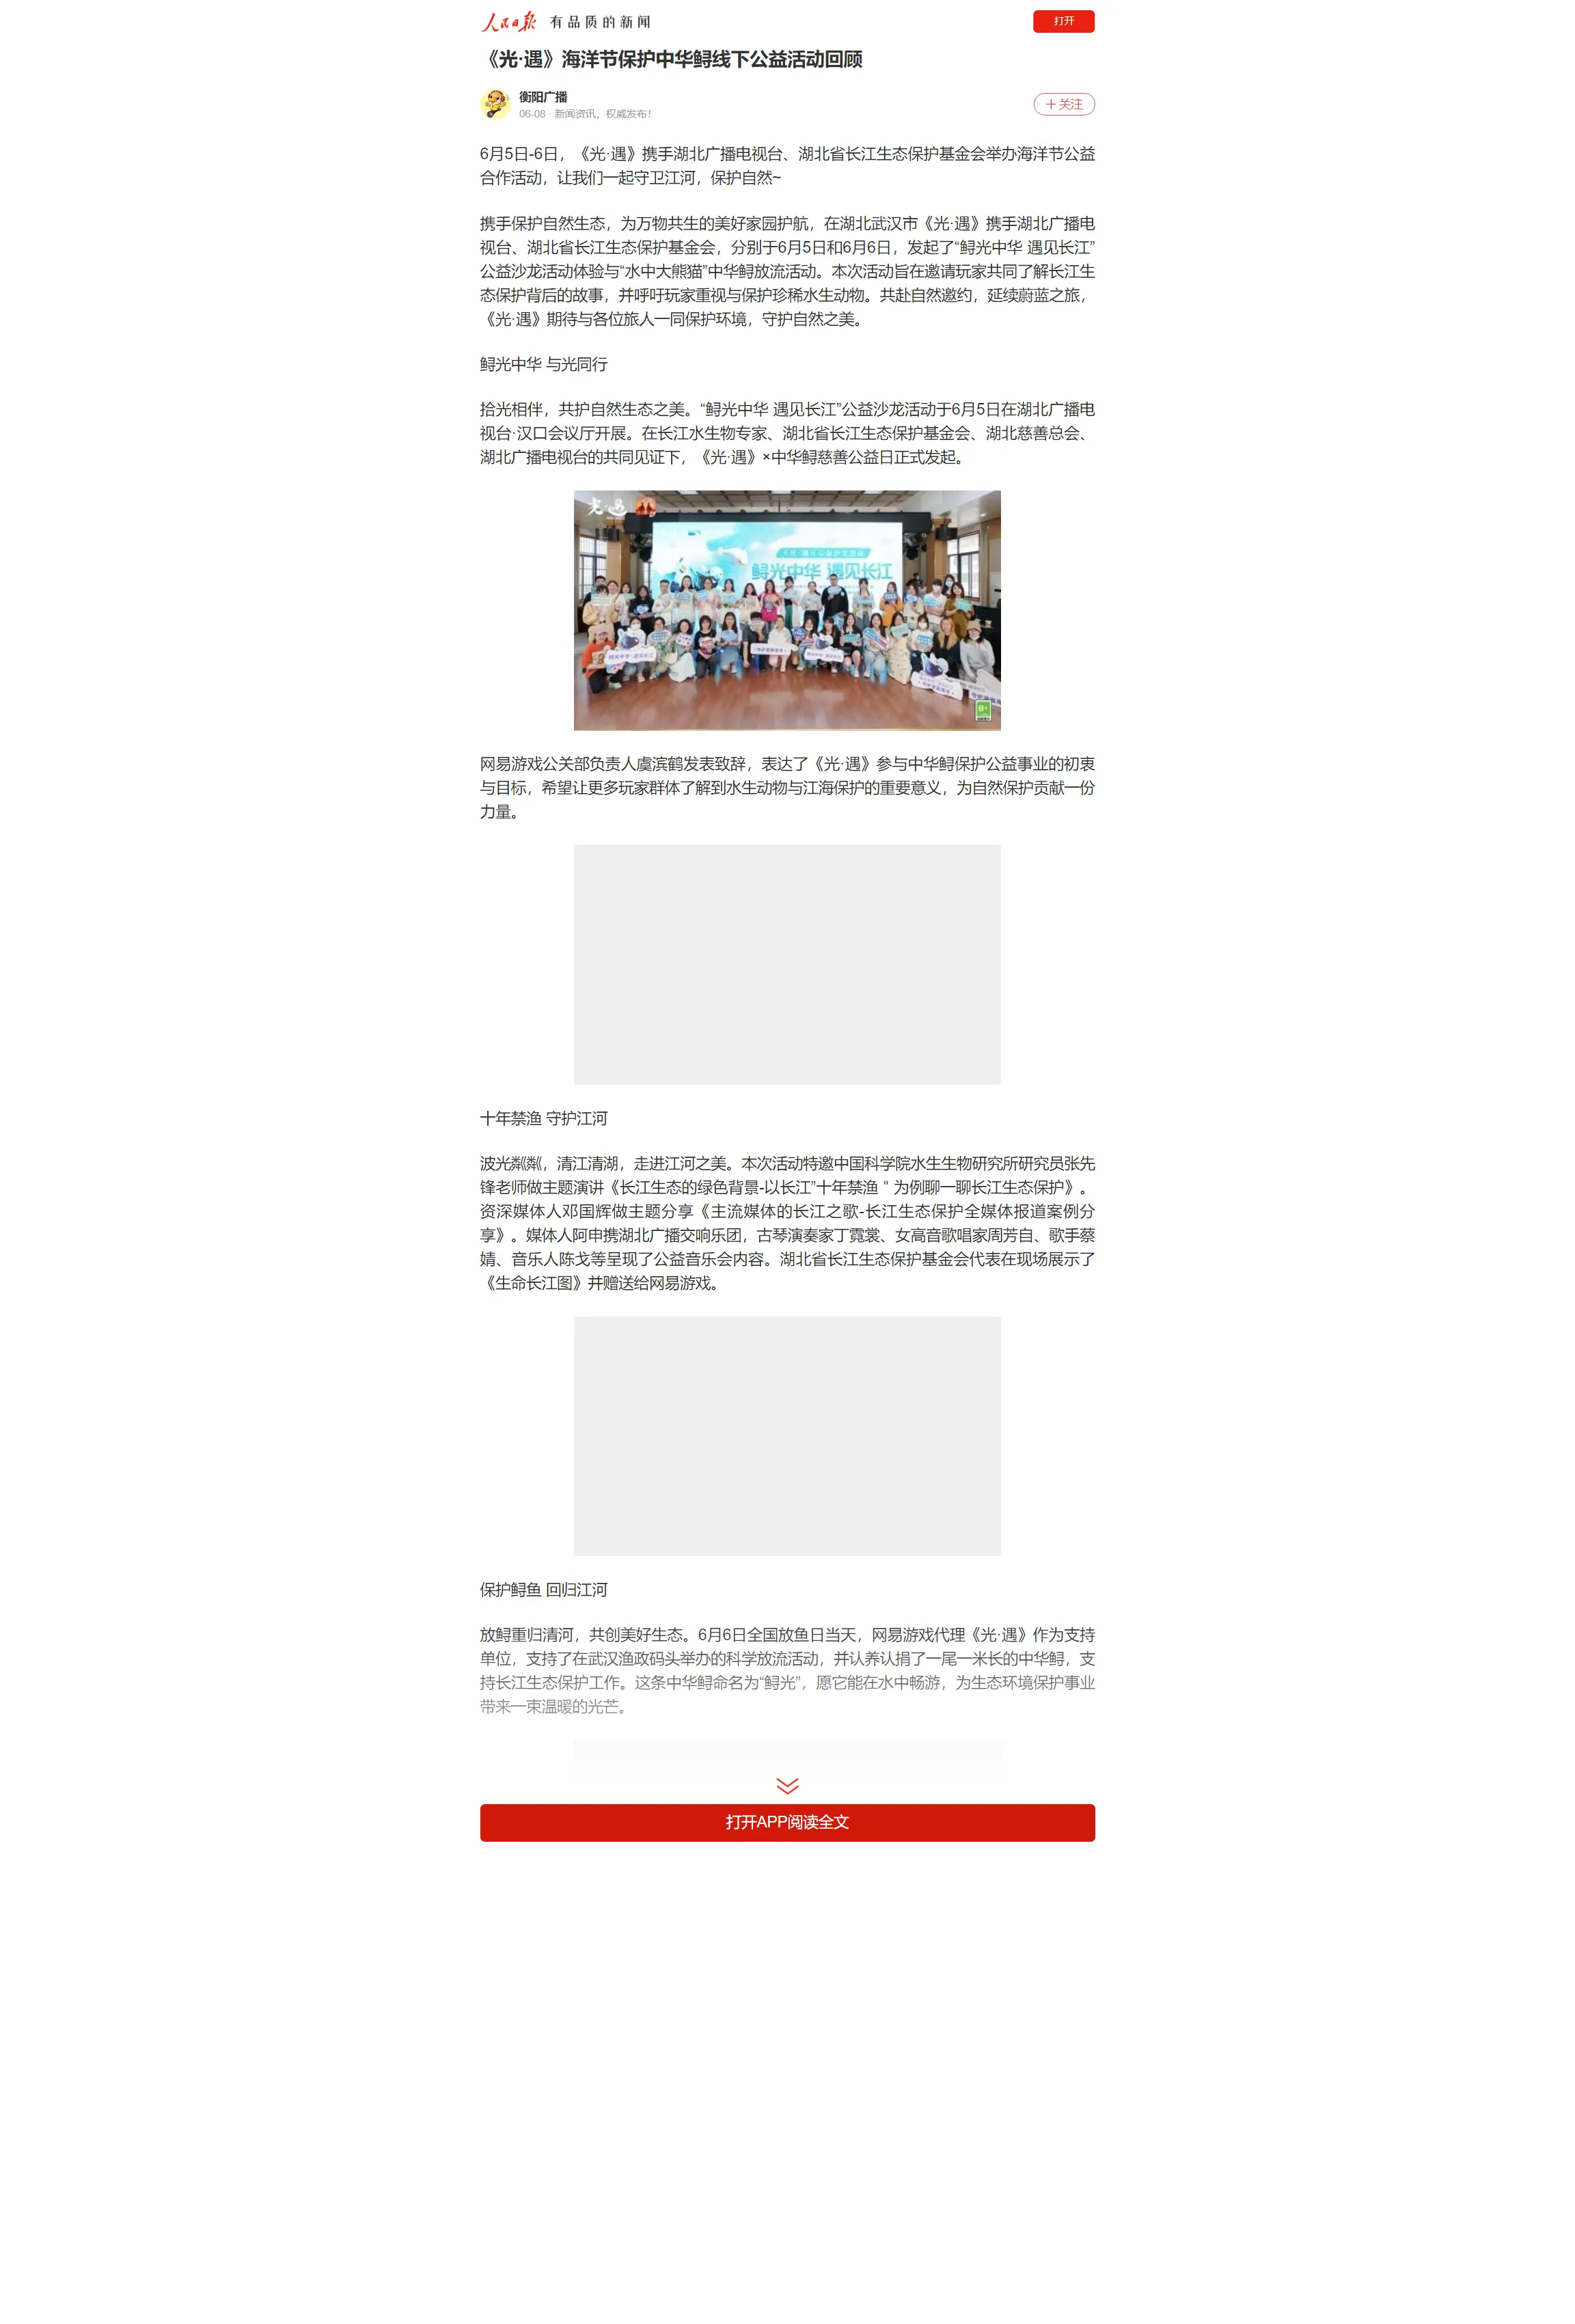 人民日报 有品质的新闻
打开
《光·遇》海洋节保护中华鲟线下公益活动回顾
衡阳广播
06-08 · 新闻资讯，权威发布！
＋关注
6月5日-6日，《光·遇》携手湖北广播电视台、湖北省长江生态保护基金会举办海洋节公益
合作活动，让我们一起守卫江河，保护自然~
携手保护自然生态，为万物共生的美好家园护航，在湖北武汉市《光·遇》携手湖北广播电
视台、湖北省长江生态保护基金会，分别于6月5日和6月6日，发起了“鲟光中华 遇见长江”
公益沙龙活动体验与“水中大熊猫”中华鲟放流活动。本次活动旨在邀请玩家共同了解长江生
态保护背后的故事，并呼吁玩家重视与保护珍稀水生动物。共赴自然邀约，延续蔚蓝之旅，
《光·遇》期待与各位旅人一同保护环境，守护自然之美。
鲟光中华 与光同行
拾光相伴，共护自然生态之美。“鲟光中华 遇见长江”公益沙龙活动于6月5日在湖北广播电
视台·汉口会议厅开展。在长江水生物专家、湖北省长江生态保护基金会、湖北慈善总会、
湖北广播电视台的共同见证下，《光·遇》×中华鲟慈善公益日正式发起。
光·遇
鲟光中华 遇见长江
网易游戏公关部负责人虞滨鹤发表致辞，表达了《光·遇》参与中华鲟保护公益事业的初衷
与目标，希望让更多玩家群体了解到水生动物与江海保护的重要意义，为自然保护贡献一份
力量。
十年禁渔 守护江河
波光粼粼，清江清湖，走进江河之美。本次活动特邀中国科学院水生生物研究所研究员张先
锋老师做主题演讲《长江生态的绿色背景-以长江”十年禁渔＂为例聊一聊长江生态保护》。
资深媒体人邓国辉做主题分享《主流媒体的长江之歌-长江生态保护全媒体报道案例分
享》。媒体人阿申携湖北广播交响乐团，古琴演奏家丁霓裳、女高音歌唱家周芳自、歌手蔡
婧、音乐人陈戈等呈现了公益音乐会内容。湖北省长江生态保护基金会代表在现场展示了
《生命长江图》并赠送给网易游戏。
保护鲟鱼 回归江河
放鲟重归清河，共创美好生态。6月6日全国放鱼日当天，网易游戏代理《光·遇》作为支持
单位，支持了在武汉渔政码头举办的科学放流活动，并认养认捐了一尾一米长的中华鲟，支
持长江生态保护工作。这条中华鲟命名为“鲟光”，愿它能在水中畅游，为生态环境保护事业
带来一束温暖的光芒。
打开APP阅读全文